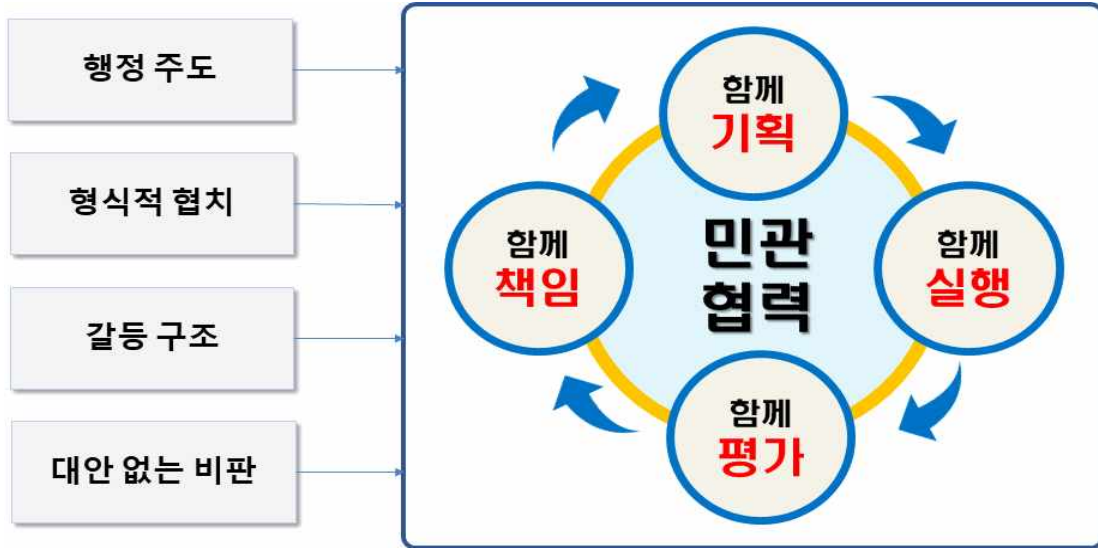 행정 주도
형식적 협치
갈등 구조
대안 없는 비판
함께
기획
함께
실행
함께
평가
함께
책임
민관
협력